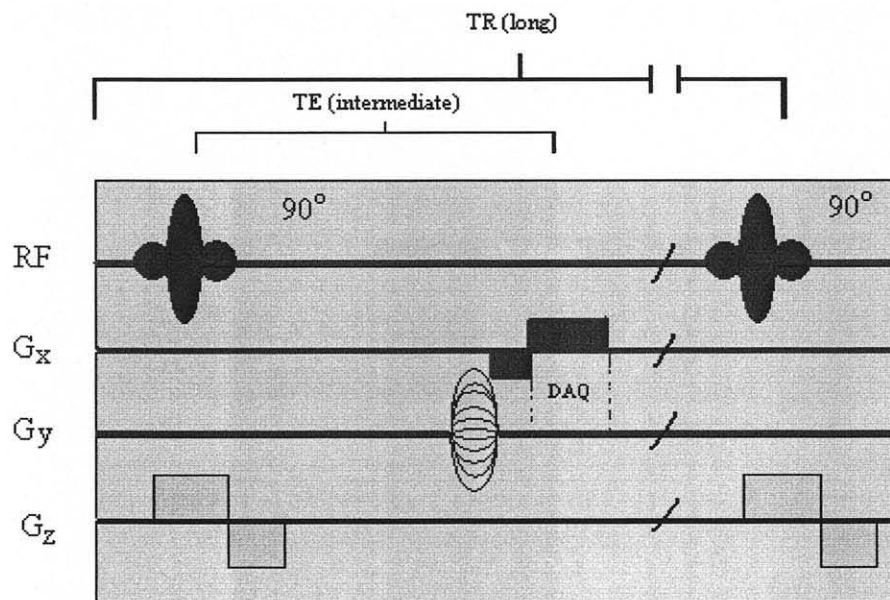 TR (long)
TE (intermediate)
90°
90°
RF
Gx
DAQ
Gy
Gz